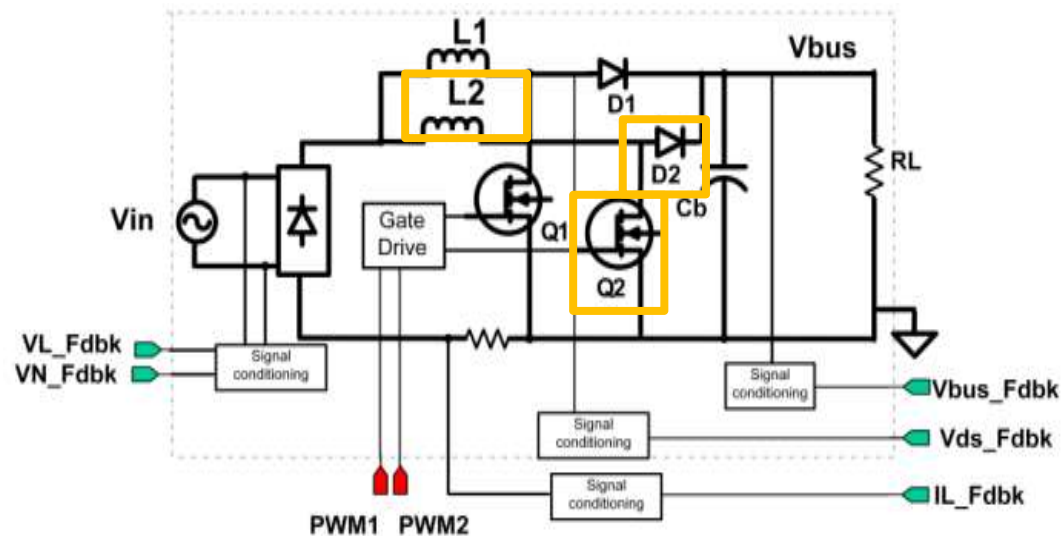 L1
Vbus
L2
D1
D2
RL
Cb
Vin
Gate
Drive
Q1
Q2
VL_Fdbk
VN_Fdbk
Signal
conditioning
Signal
conditioning
Vbus_Fdbk
Signal
conditioning
Vds_Fdbk
Signal
conditioning
IL_Fdbk
PWM1 PWM2